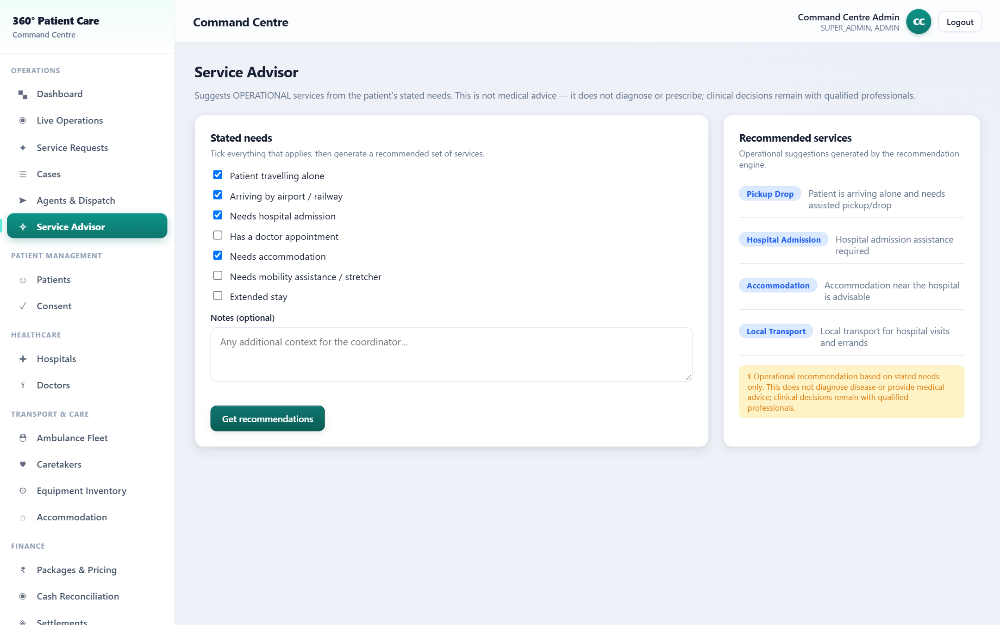 360° Patient Care
Command Centre
OPERATIONS
Dashboard
Live Operations
Service Requests
Cases
Agents & Dispatch
Service Advisor
PATIENT MANAGEMENT
Patients
Consent
HEALTHCARE
Hospitals
Doctors
TRANSPORT & CARE
Ambulance Fleet
Caretakers
Equipment Inventory
Accommodation
FINANCE
₹ Packages & Pricing
Cash Reconciliation
Settlements
Command Centre
Command Centre Admin
SUPER_ADMIN, ADMIN
CC
Logout
Service Advisor
Suggests OPERATIONAL services from the patient's stated needs. This is not medical advice — it does not diagnose or prescribe; clinical decisions remain with qualified professionals.
Stated needs
Tick everything that applies, then generate a recommended set of services.
Patient travelling alone
Arriving by airport / railway
Needs hospital admission
Has a doctor appointment
Needs accommodation
Needs mobility assistance / stretcher
Extended stay
Notes (optional)
Any additional context for the coordinator...
Get recommendations
Recommended services
Operational suggestions generated by the recommendation
engine.
Pickup Drop Patient is arriving alone and needs
assisted pickup/drop
Hospital Admission Hospital admission assistance
required
Accommodation Accommodation near the hospital
is advisable
Local Transport Local transport for hospital visits
and errands
⚕ Operational recommendation based on stated needs
only. This does not diagnose disease or provide medical
advice; clinical decisions remain with qualified
professionals.